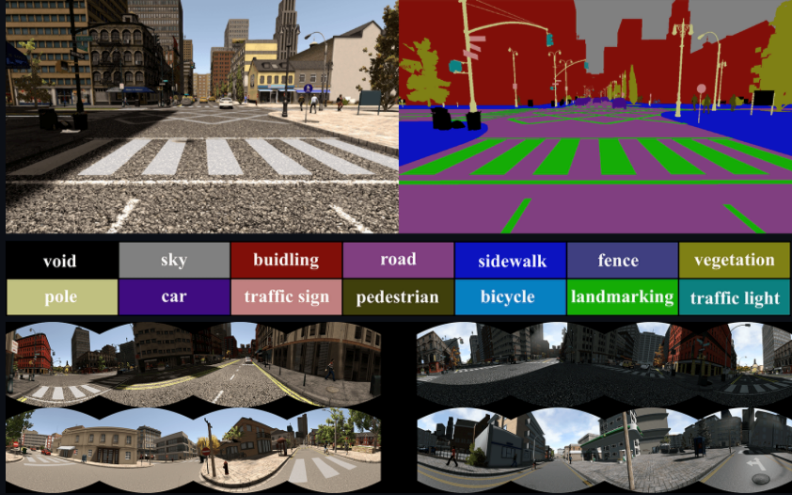 void sky buidling road sidewalk fence vegetation
pole car traffic sign pedestrian bicycle landmarking traffic light